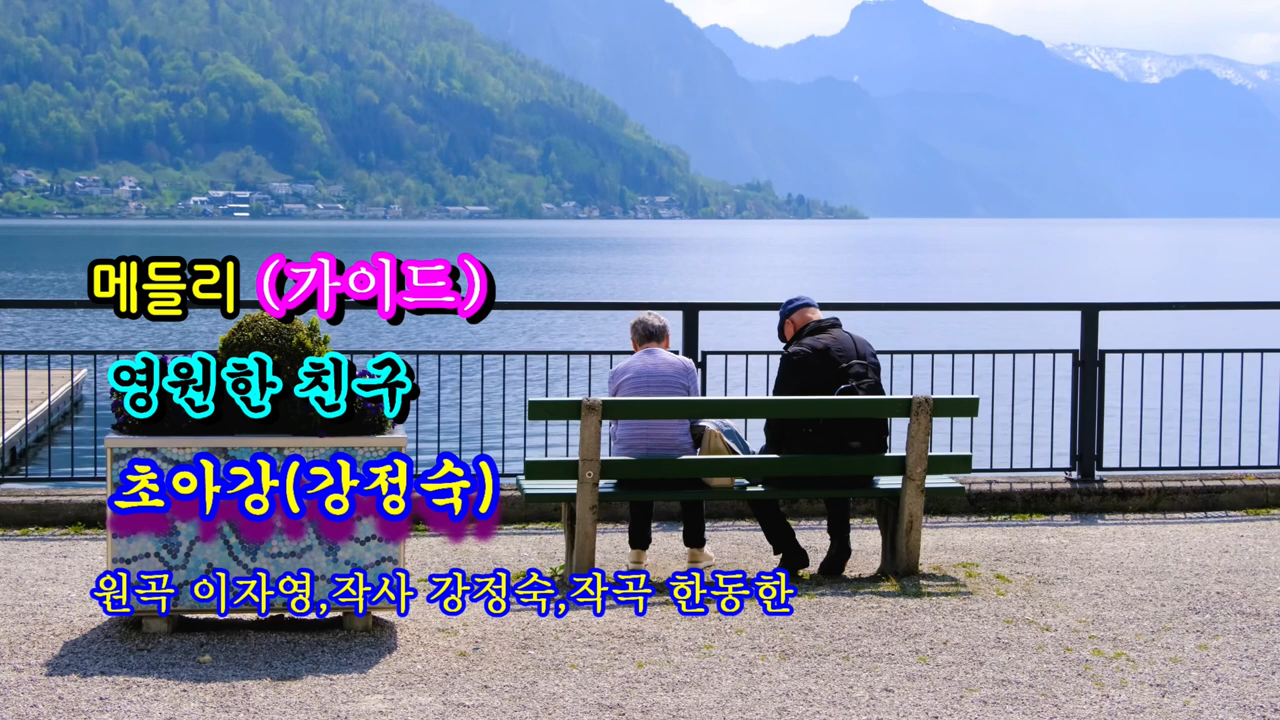 메들리 (가이드)
영원한 친구
초아강(강정숙)
원곡 이자영,작사 강정숙,작곡 한동한